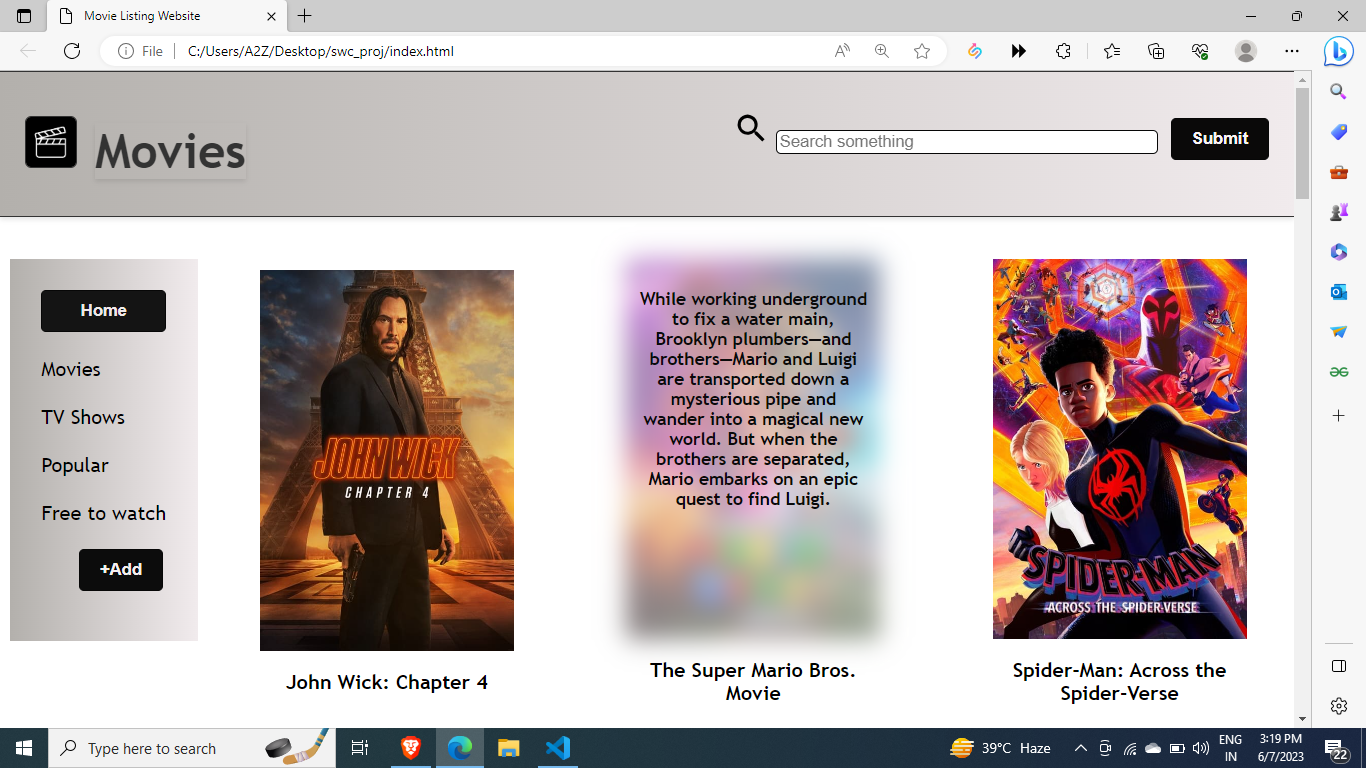 Movie Listing Website
File
C:/Users/A2Z/Desktop/swc_proj/index.html
Movies
Search something
Submit
Home
Movies
TV Shows
Popular
Free to watch
+Add
JOHN WICK
CHAPTER 4
John Wick: Chapter 4
While working underground
to fix a water main,
Brooklyn plumbers—and
brothers—Mario and Luigi
are transported down a
mysterious pipe and
wander into a magical new
world. But when the
brothers are separated,
Mario embarks on an epic
quest to find Luigi.
The Super Mario Bros.
Movie
SPIDER-MAN
ACROSS THE SPIDER-VERSE
Spider-Man: Across the
Spider-Verse
Type here to search
39°C Haze
ENG
IN
3:19 PM
6/7/2023
22